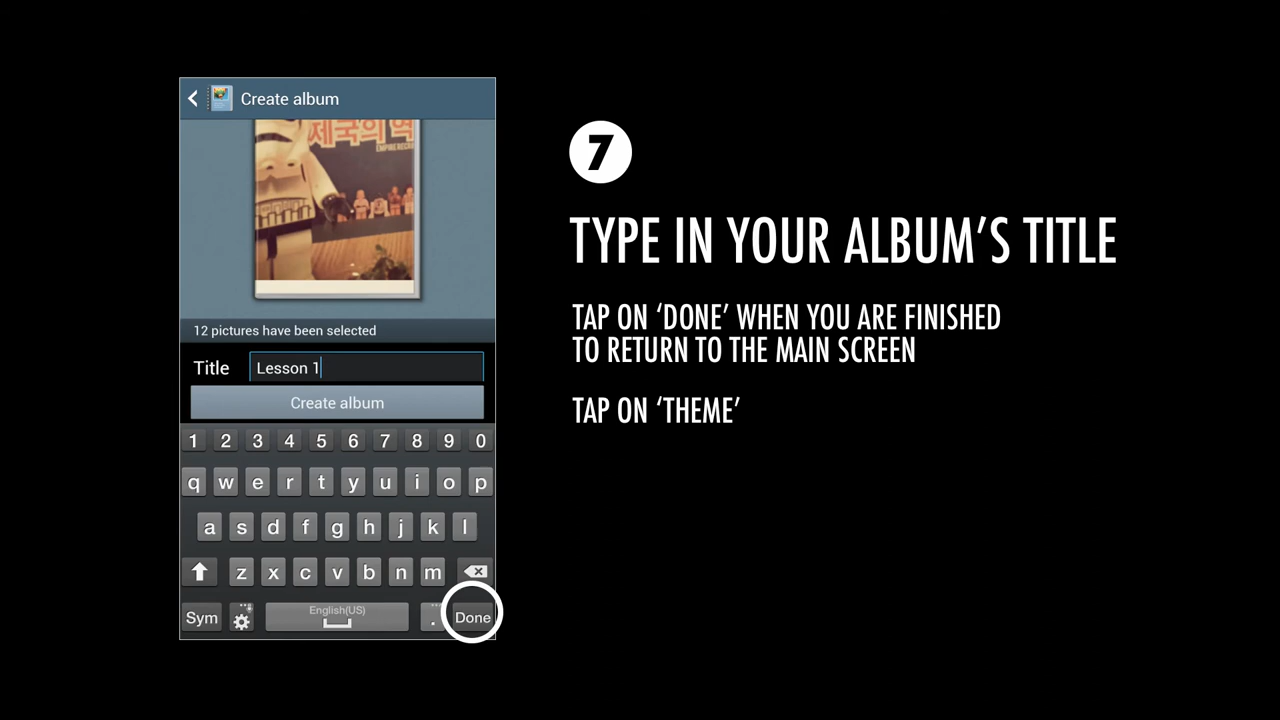 Create album
제국의 역
EMPIRE
12 pictures have been selected
Title
Lesson 1
Create album
1 2 3 4 5 6 7 8 9 0
q w e r t y u i o p
a s d f g h j k l
z x c v b n m
Sym
English(US)
.
Done
7
TYPE IN YOUR ALBUM’S TITLE
TAP ON ‘DONE’ WHEN YOU ARE FINISHED
TO RETURN TO THE MAIN SCREEN
TAP ON ‘THEME’